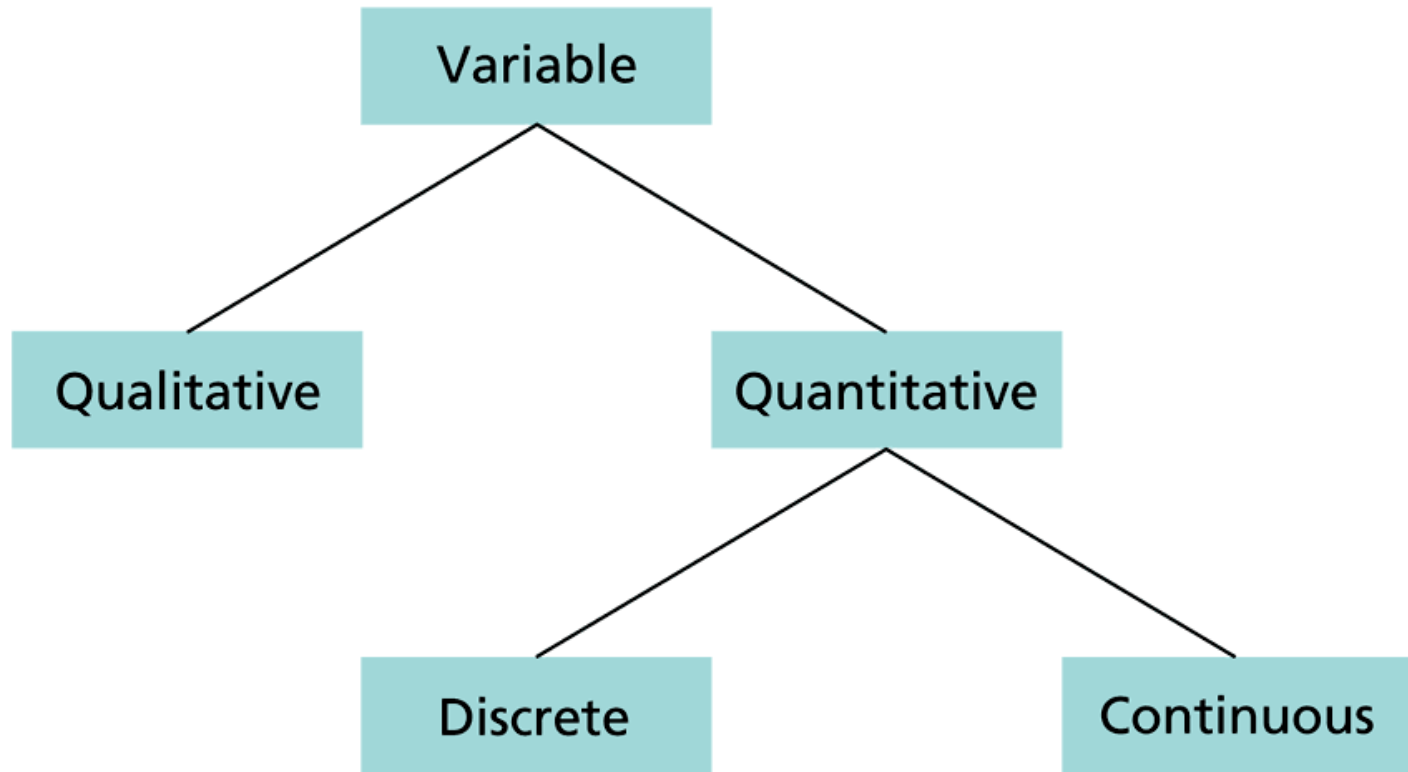 Variable
Qualitative
Quantitative
Discrete
Continuous